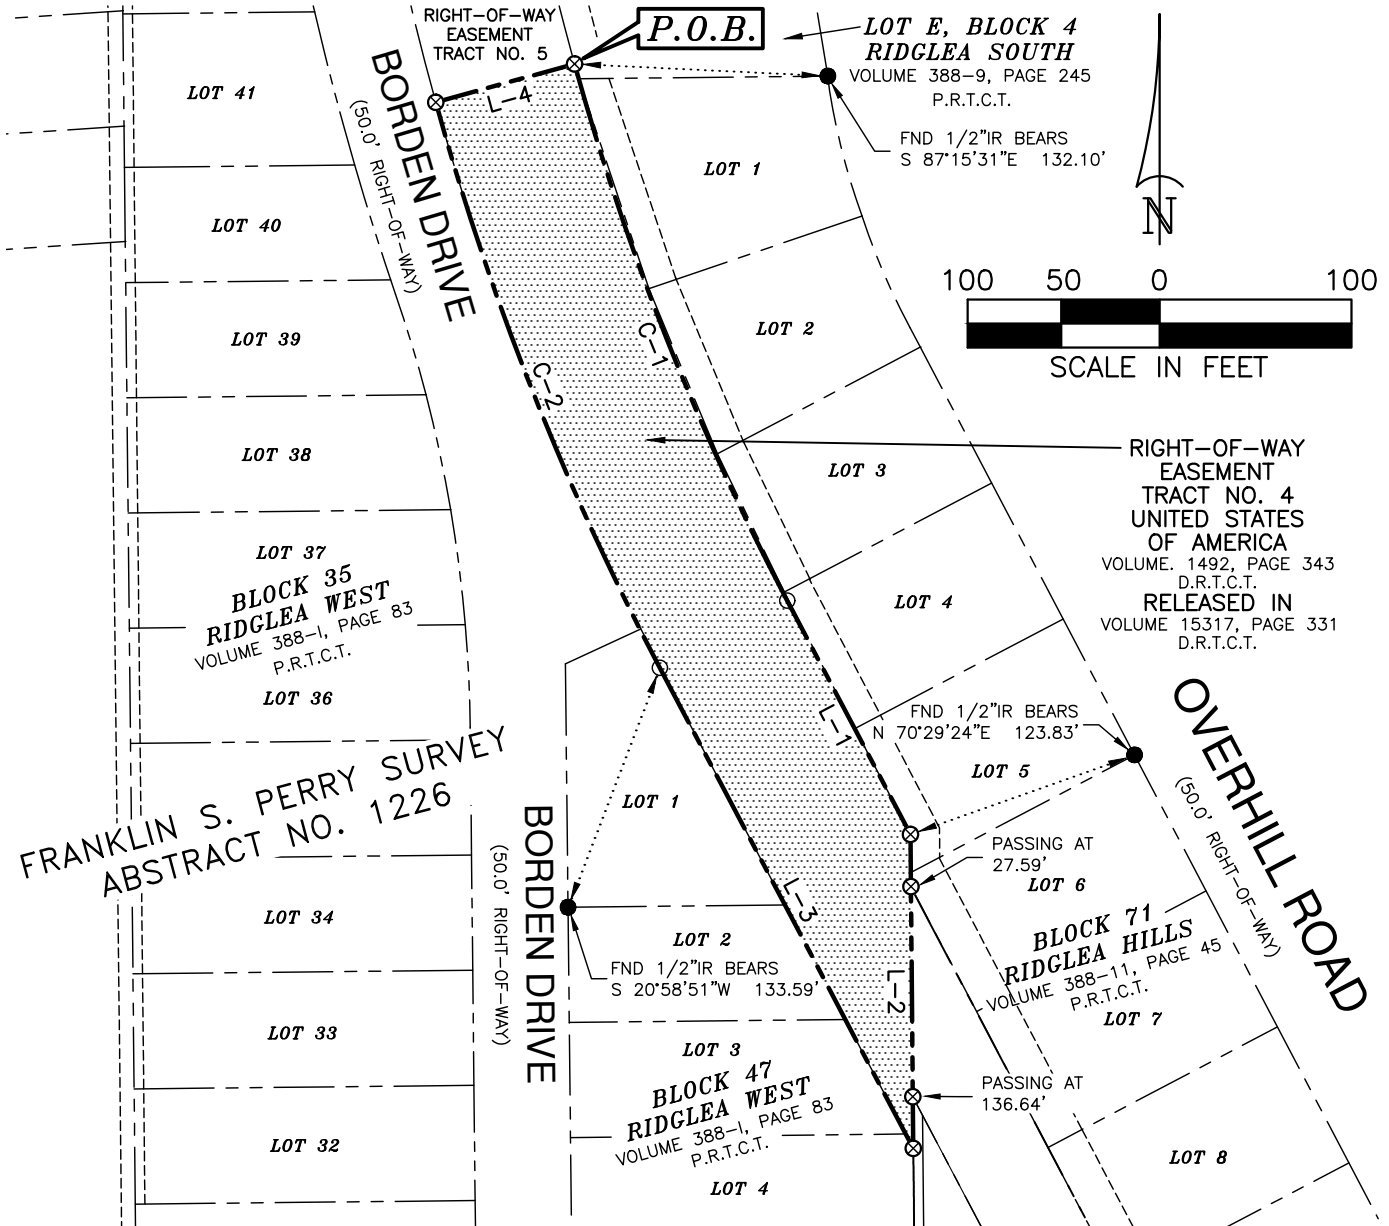 RIGHT-OF-WAY
EASEMENT
TRACT NO. 5
P.O.B.
LOT E, BLOCK 4
RIDGLEA SOUTH
VOLUME 388-9, PAGE 245
P.R.T.C.T.
FND 1/2"IR BEARS
S 87°15'31"E 132.10'
N
100 50 0 100
SCALE IN FEET
LOT 41
LOT 40
LOT 39
LOT 38
LOT 37
BLOCK 35
RIDGLEA WEST
VOLUME 388-I, PAGE 83
P.R.T.C.T.
LOT 36
FRANKLIN S. PERRY SURVEY
ABSTRACT NO. 1226
LOT 34
LOT 33
LOT 32
BORDEN DRIVE
(50.0' RIGHT-OF-WAY)
L-4
C-1
C-2
L-1
L-3
L-2
LOT 1
LOT 2
LOT 3
LOT 4
RIGHT-OF-WAY
EASEMENT
TRACT NO. 4
UNITED STATES
OF AMERICA
VOLUME. 1492, PAGE 343
D.R.T.C.T.
RELEASED IN
VOLUME 15317, PAGE 331
D.R.T.C.T.
FND 1/2"IR BEARS
N 70°29'24"E 123.83'
LOT 5
PASSING AT
27.59'
LOT 6
BLOCK 71
RIDGLEA HILLS
VOLUME 388-11, PAGE 45
P.R.T.C.T.
LOT 7
LOT 8
OVERHILL ROAD
(50.0' RIGHT-OF-WAY)
PASSING AT
136.64'
BORDEN DRIVE
(50.0' RIGHT-OF-WAY)
LOT 1
LOT 2
FND 1/2"IR BEARS
S 20°58'51"W 133.59'
LOT 3
BLOCK 47
RIDGLEA WEST
VOLUME 388-I, PAGE 83
P.R.T.C.T.
LOT 4